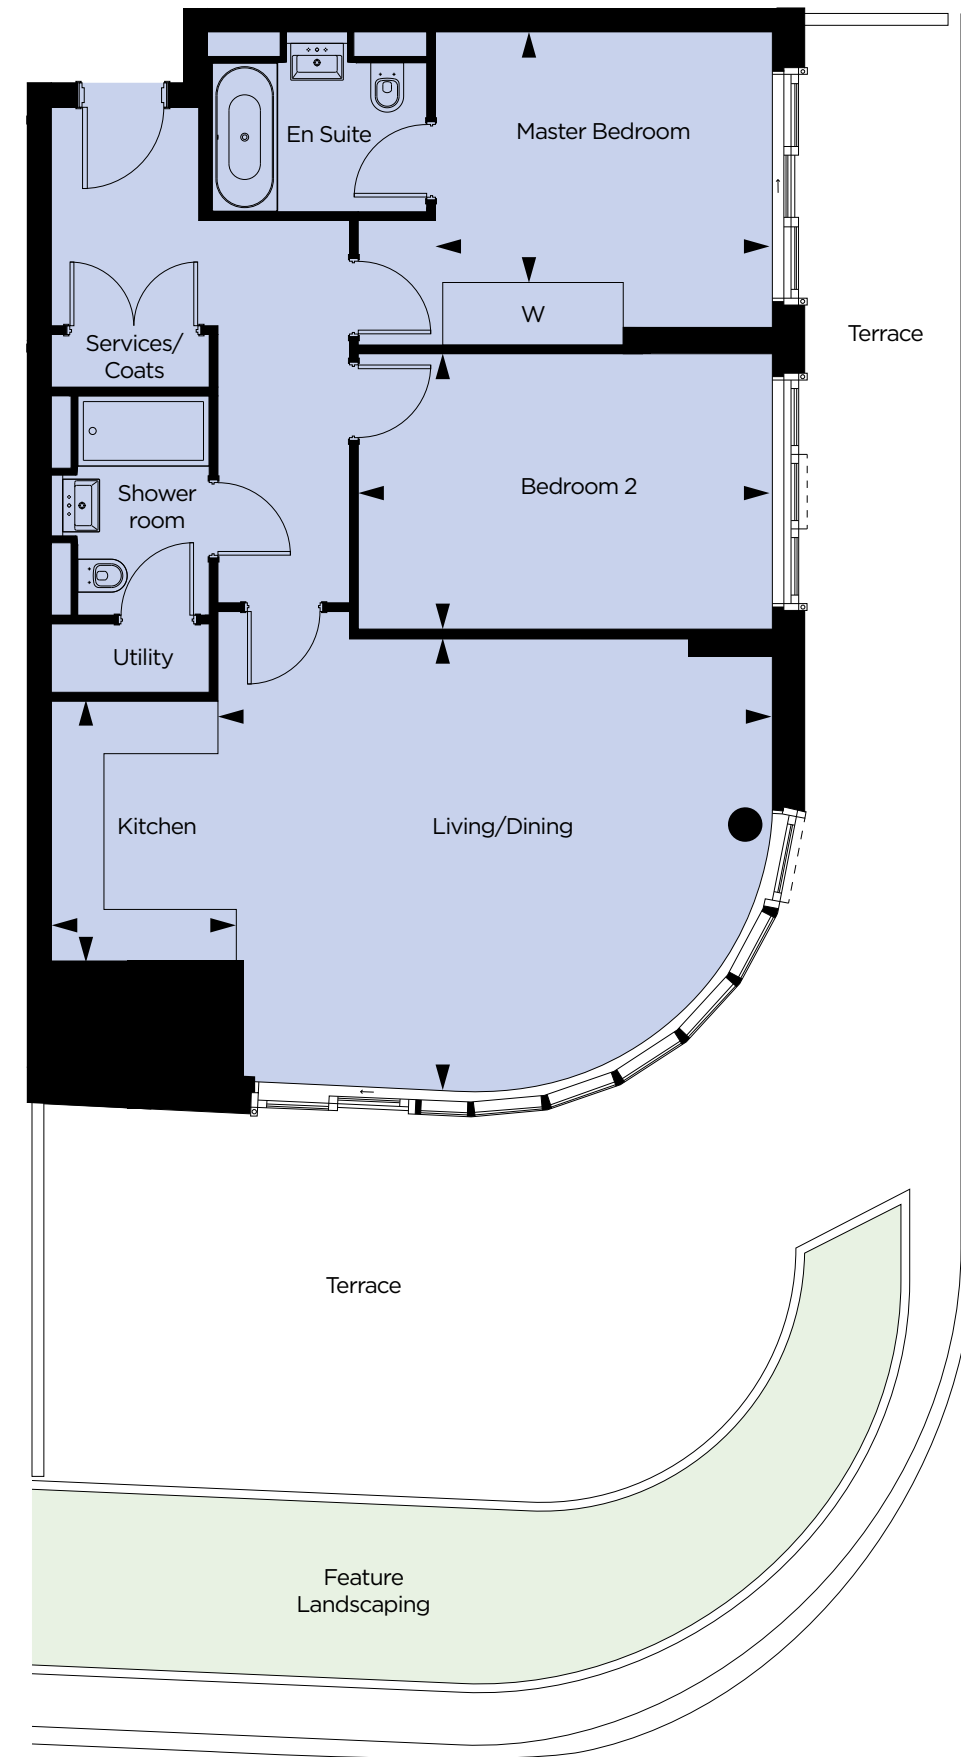 En Suite
Master Bedroom
W
Terrace
Services/
Coats
Bedroom 2
Shower
room
Utility
Kitchen
Living/Dining
Terrace
Feature
Landscaping